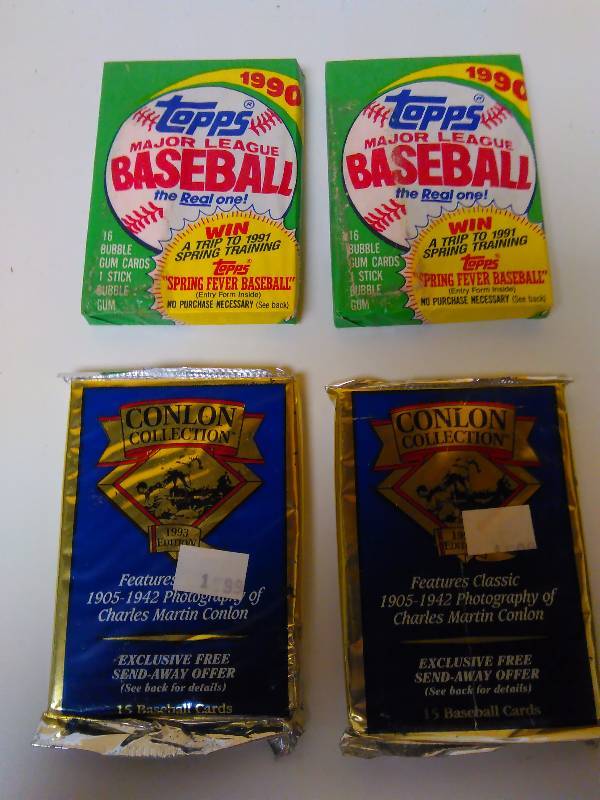 1990
Topps®
MAJOR LEAGUE
BASEBALL
the Real one!
16
BUBBLE
GUM CARDS
1 STICK
BUBBLE
GUM
WIN
A TRIP TO 1991
SPRING TRAINING
Topps
"SPRING FEVER BASEBALL"
(Entry Form Inside)
NO PURCHASE NECESSARY (See back)
1990
Topps®
MAJOR LEAGUE
BASEBALL
the Real one!
16
BUBBLE
GUM CARDS
1 STICK
BUBBLE
GUM
WIN
A TRIP TO 1991
SPRING TRAINING
Topps
"SPRING FEVER BASEBALL"
(Entry Form Inside)
NO PURCHASE NECESSARY (See back)
CONLON
COLLECTION™
1993
EDITION
1.99
Features
1905-1942 Photography of
Charles Martin Conlon
EXCLUSIVE FREE
SEND-AWAY OFFER
(See back for details)
15 Baseball Cards
CONLON
COLLECTION™
Features Classic
1905-1942 Photography of
Charles Martin Conlon
EXCLUSIVE FREE
SEND-AWAY OFFER
(See back for details)
15 Baseball Cards